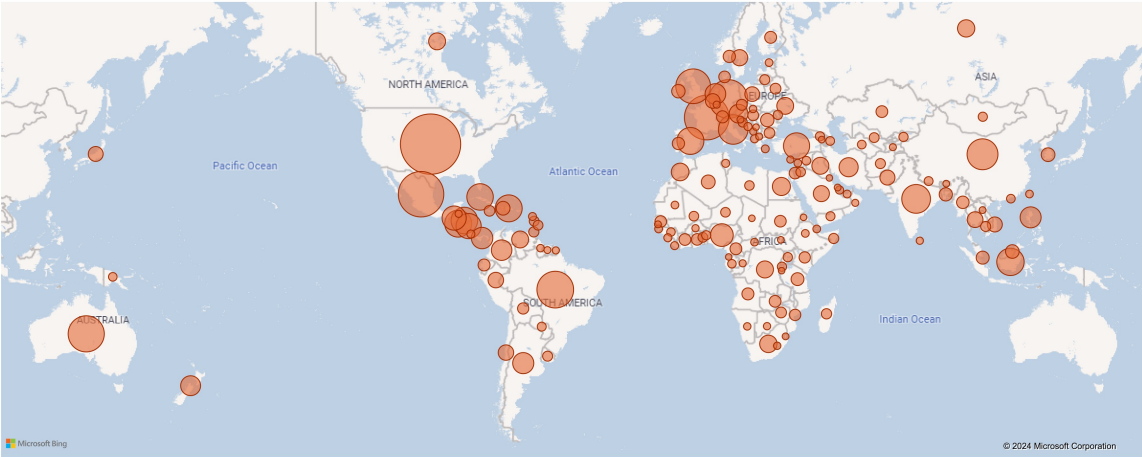 NORTH AMERICA
EUROPE
ASIA
Pacific Ocean
Atlantic Ocean
AFRICA
SOUTH AMERICA
AUSTRALIA
Indian Ocean
Microsoft Bing
© 2024 Microsoft Corporation